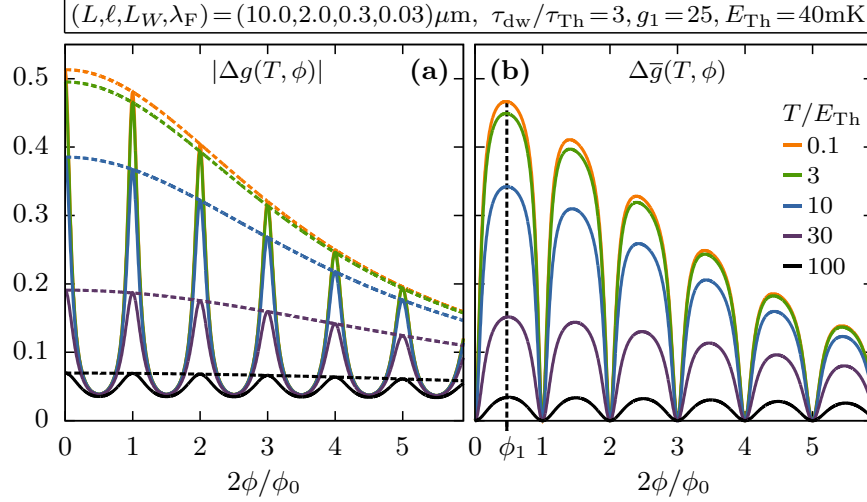 (L,ℓ,L_W,λ_F)=(10.0,2.0,0.3,0.03)μm, τ_dw/τ_Th=3, g_1=25, E_Th=40mK
|Δg(T,ϕ)| (a)
0.5
0.4
0.3
0.2
0.1
0
0 1 2 3 4 5
2ϕ/ϕ_0
(b) Δg̅(T,ϕ)
T/E_Th
0.1
3
10
30
100
0 ϕ_1 1 2 3 4 5
2ϕ/ϕ_0